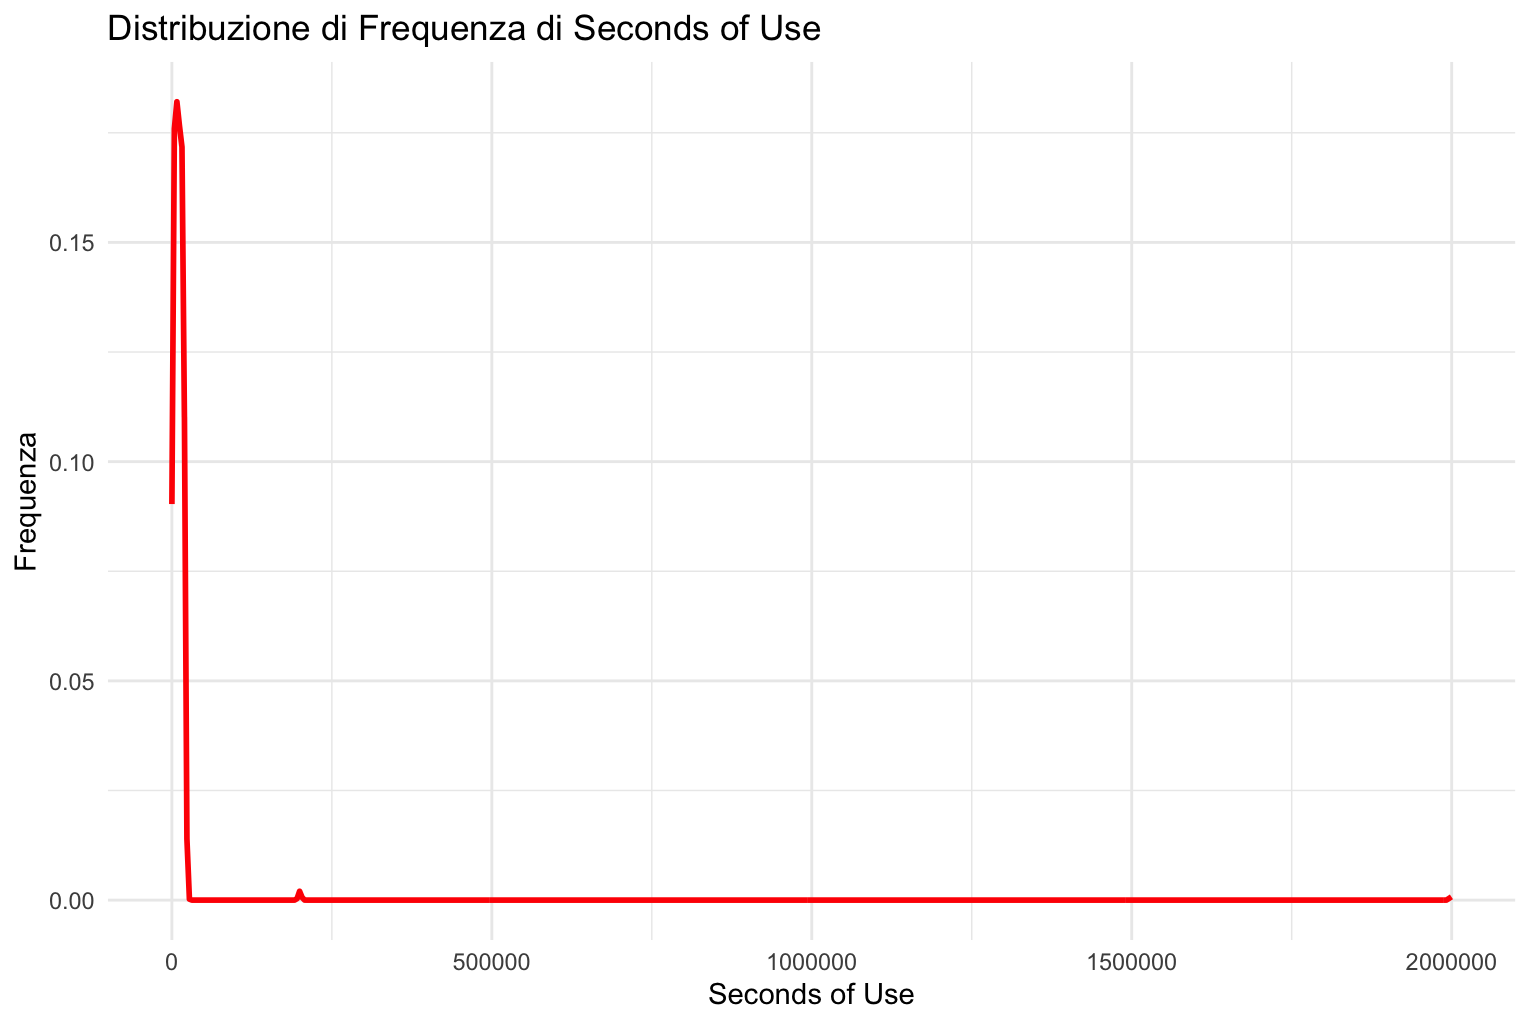 Distribuzione di Frequenza di Seconds of Use
Frequenza
0.15
0.10
0.05
0.00
0 500000 1000000 1500000 2000000
Seconds of Use